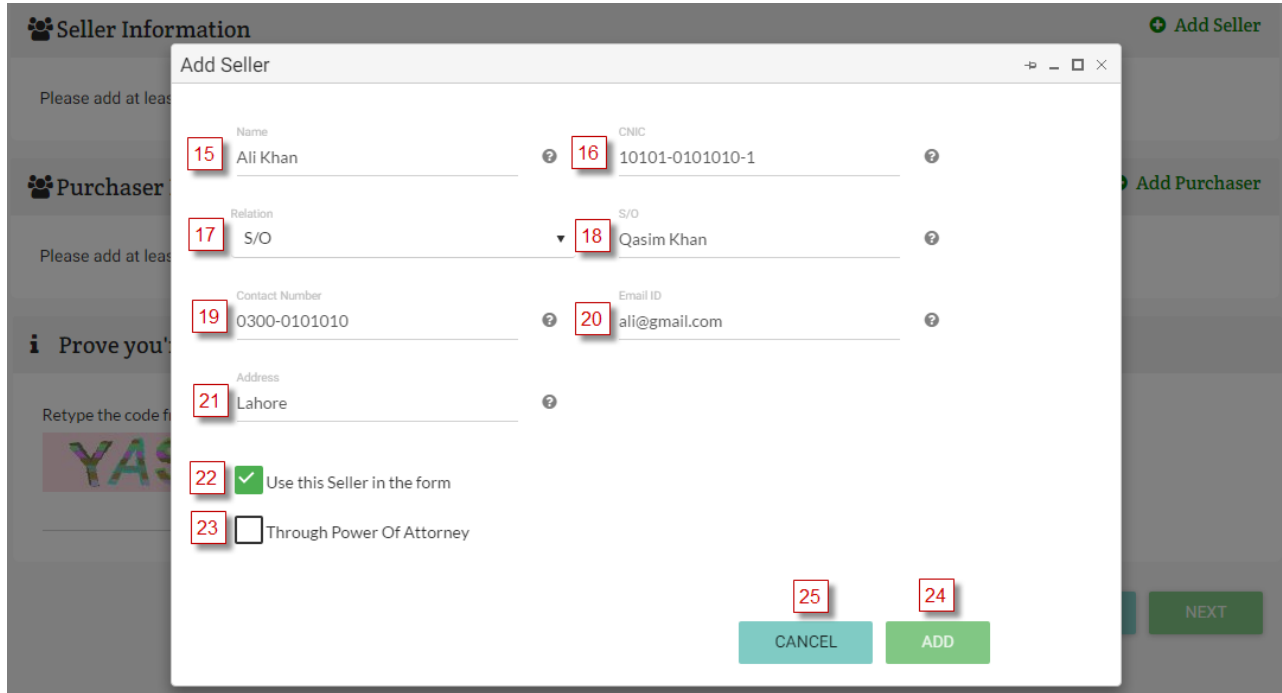 Seller Information
Add Seller
Add Seller
Please add at leas
Name
CNIC
15
Ali Khan
16
10101-0101010-1
Purchaser
Add Purchaser
Relation
S/O
17
S/O
18
Qasim Khan
Please add at leas
Contact Number
Email ID
19
0300-0101010
20
ali@gmail.com
Prove you'
Address
21
Lahore
Retype the code f
YAS
22
Use this Seller in the form
23
Through Power Of Attorney
25
24
NEXT
CANCEL
ADD